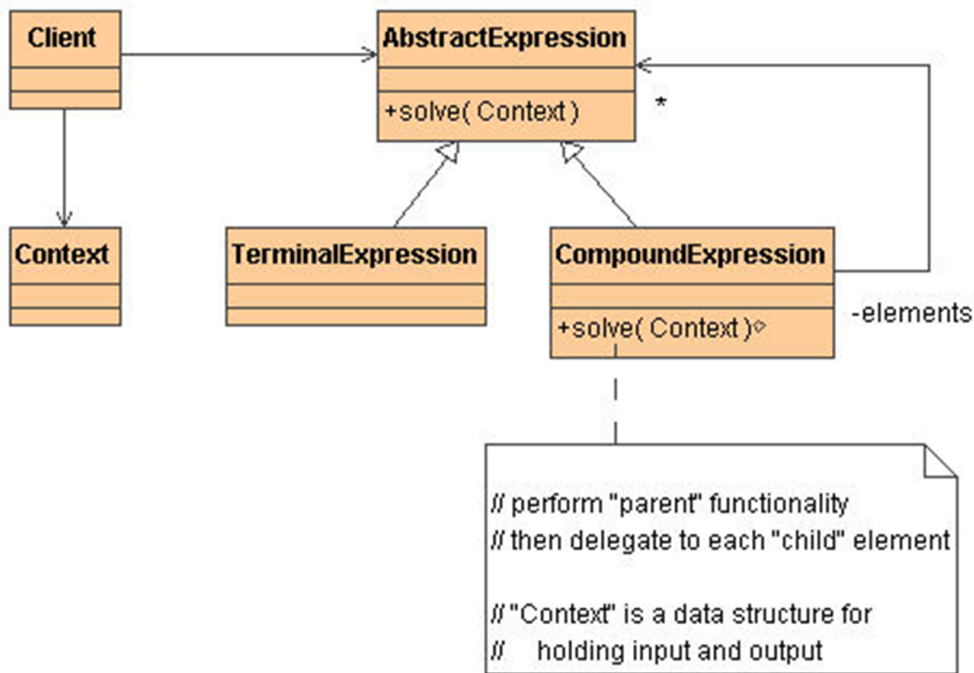 Client
AbstractExpression
+solve( Context )
*
Context
TerminalExpression
CompoundExpression
+solve( Context )
-elements
// perform "parent" functionality
// then delegate to each "child" element
// "Context" is a data structure for
// holding input and output